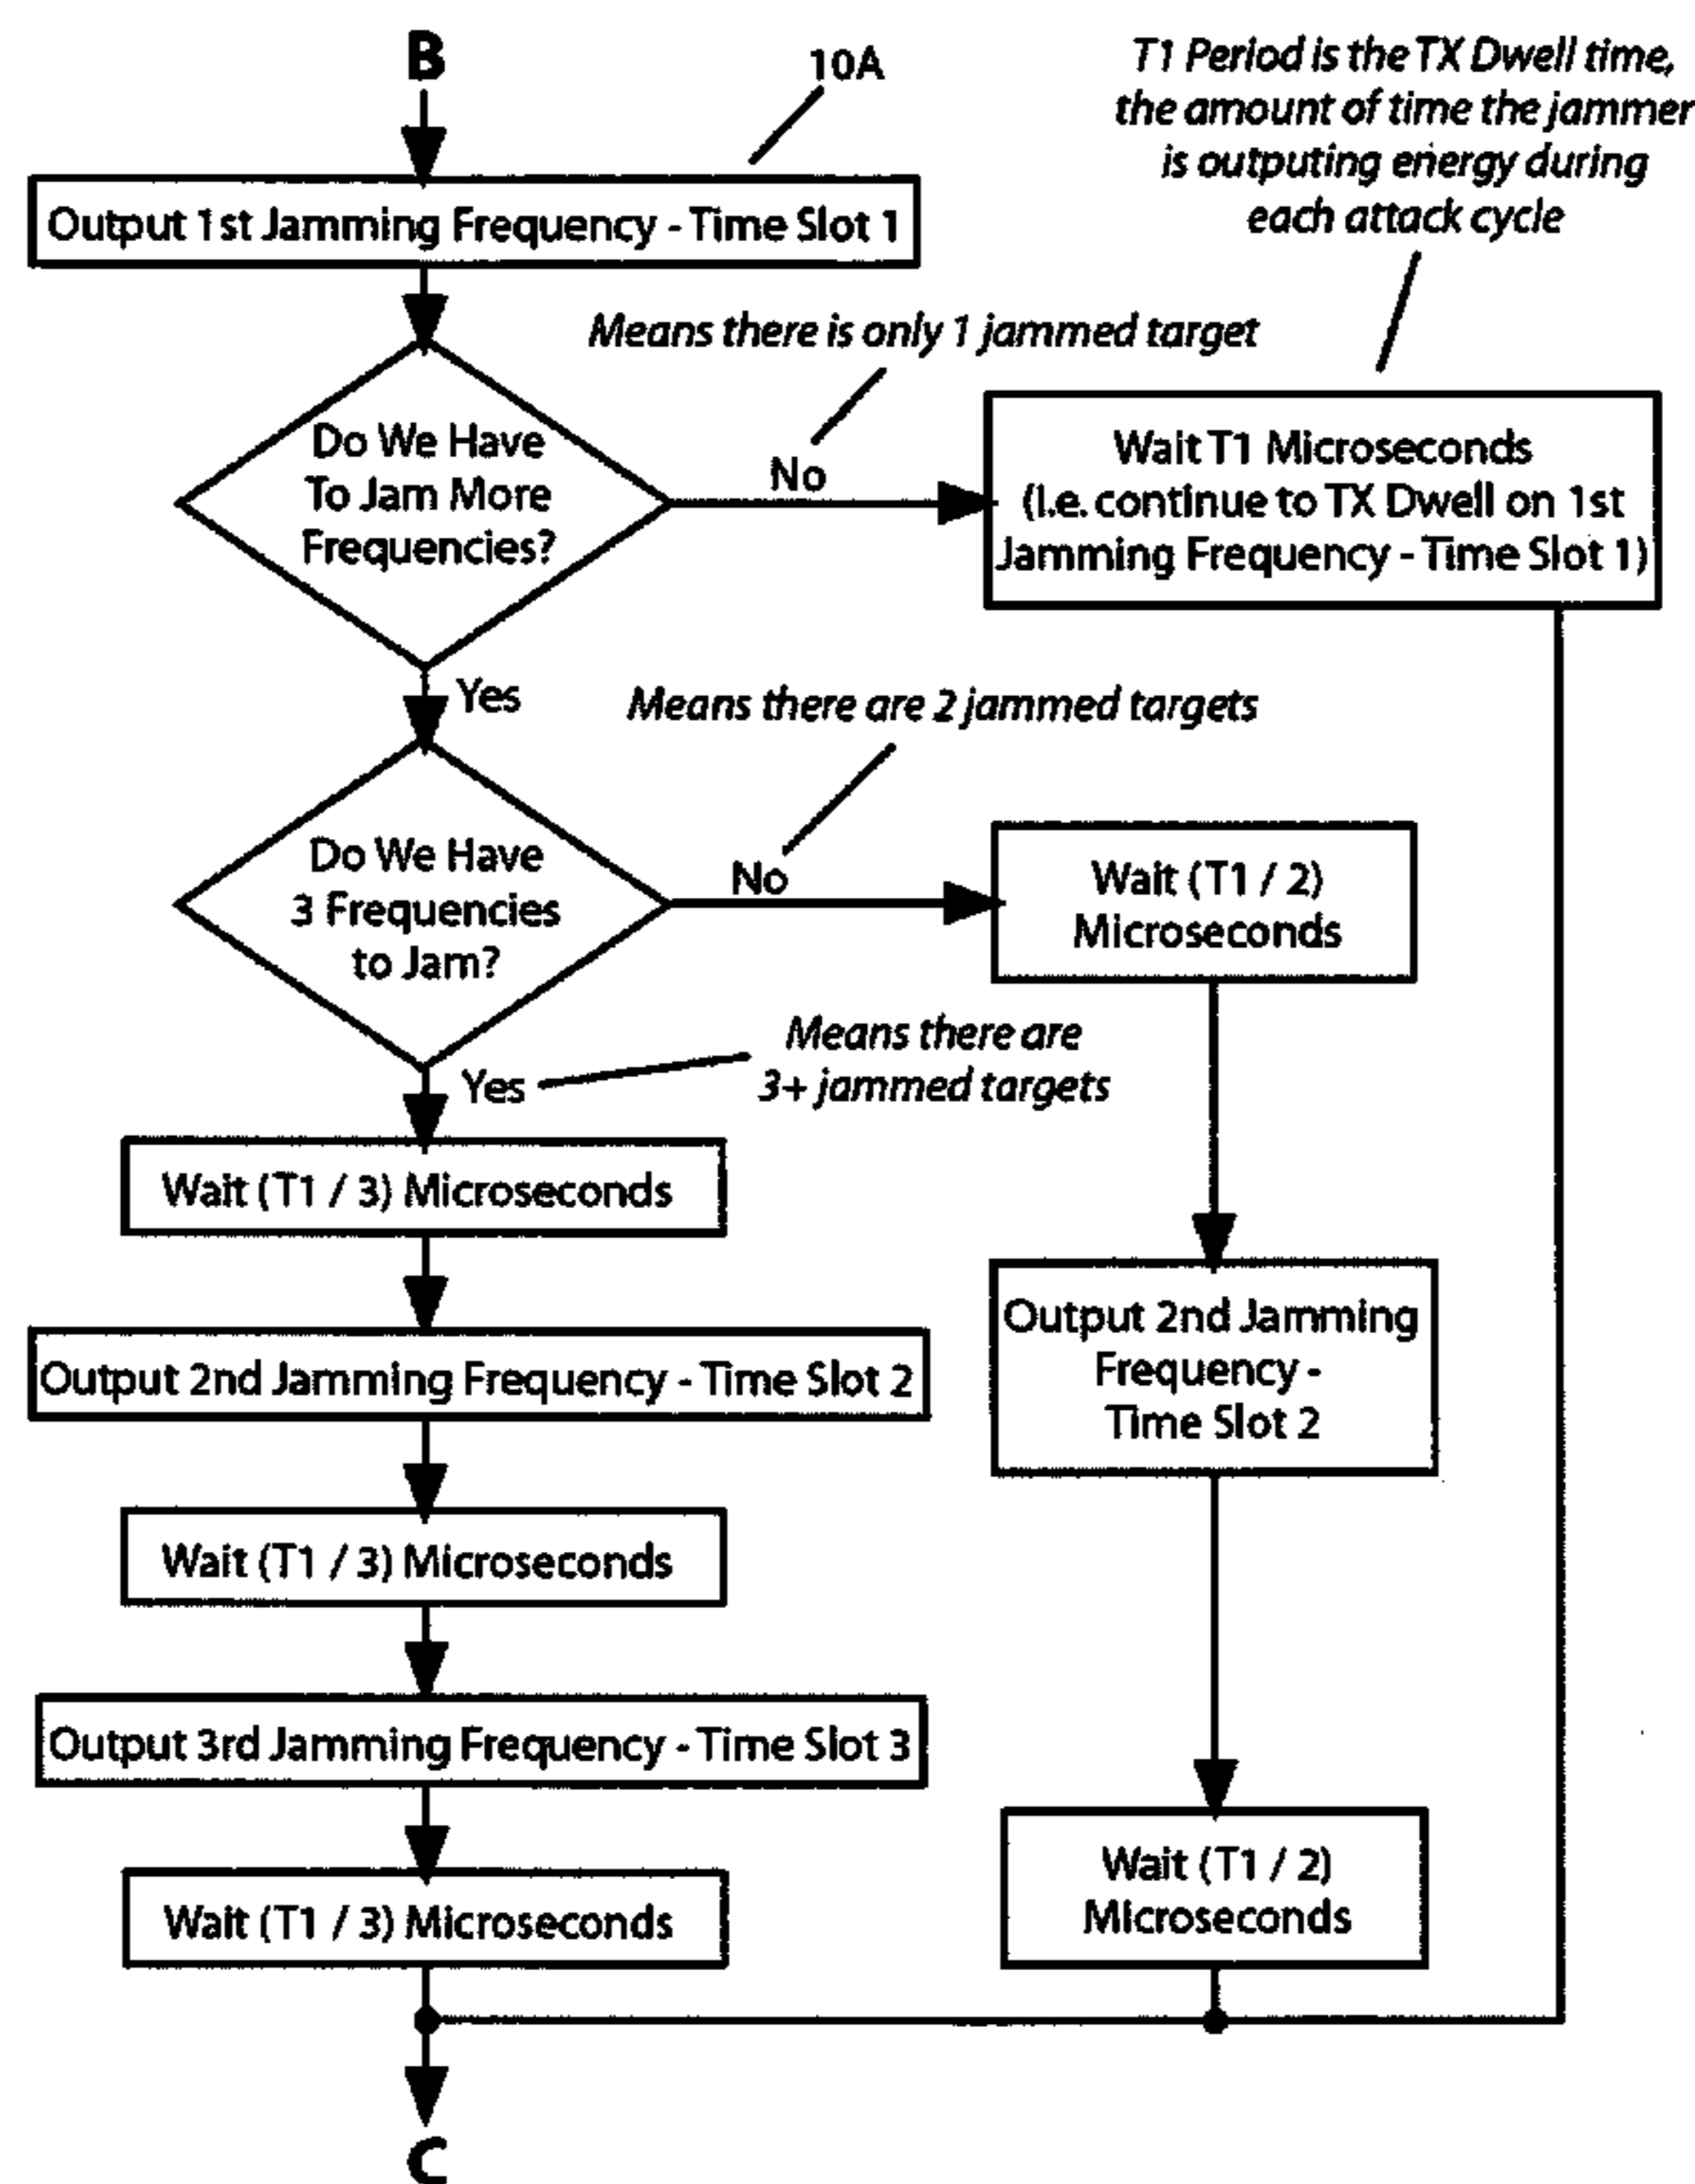 B
10A
T1 Period is the TX Dwell time,
the amount of time the jammer
is outputing energy during
each attack cycle
Output 1st Jamming Frequency - Time Slot 1
Means there is only 1 jammed target
Do We Have
To Jam More
Frequencies?
No
Wait T1 Microseconds
(I.e. continue to TX Dwell on 1st
Jamming Frequency - Time Slot 1)
Yes
Means there are 2 jammed targets
Do We Have
3 Frequencies
to Jam?
No
Wait (T1 / 2)
Microseconds
Yes
Means there are
3+ jammed targets
Wait (T1 / 3) Microseconds
Output 2nd Jamming
Frequency -
Time Slot 2
Output 2nd Jamming Frequency - Time Slot 2
Wait (T1 / 3) Microseconds
Output 3rd Jamming Frequency - Time Slot 3
Wait (T1 / 2)
Microseconds
Wait (T1 / 3) Microseconds
C